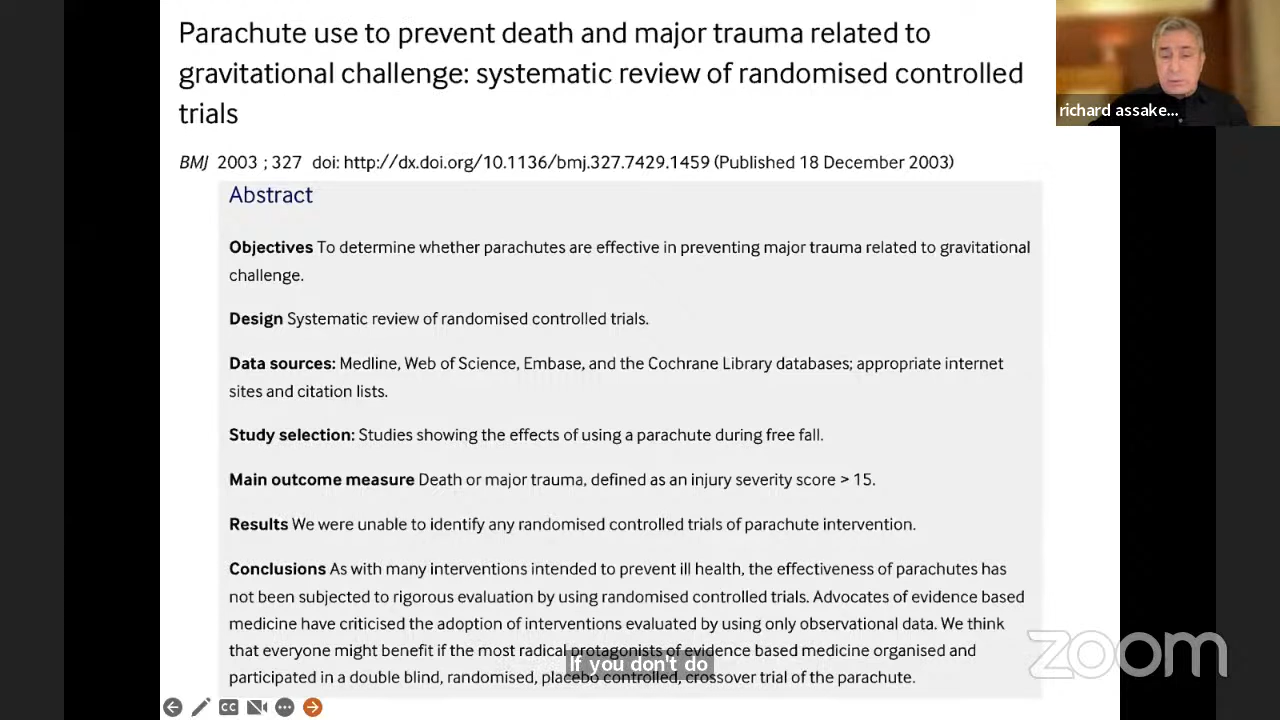 Parachute use to prevent death and major trauma related to
gravitational challenge: systematic review of randomised controlled
trials
richard assake...
BMJ 2003 ; 327 doi: http://dx.doi.org/10.1136/bmj.327.7429.1459 (Published 18 December 2003)
Abstract
Objectives To determine whether parachutes are effective in preventing major trauma related to gravitational
challenge.
Design Systematic review of randomised controlled trials.
Data sources: Medline, Web of Science, Embase, and the Cochrane Library databases; appropriate internet
sites and citation lists.
Study selection: Studies showing the effects of using a parachute during free fall.
Main outcome measure Death or major trauma, defined as an injury severity score > 15.
Results We were unable to identify any randomised controlled trials of parachute intervention.
Conclusions As with many interventions intended to prevent ill health, the effectiveness of parachutes has
not been subjected to rigorous evaluation by using randomised controlled trials. Advocates of evidence based
medicine have criticised the adoption of interventions evaluated by using only observational data. We think
that everyone might benefit if the most radical protagonists of evidence based medicine organised and
If you don't do
participated in a double blind, randomised, placebo controlled, crossover trial of the parachute.
zoom
CC